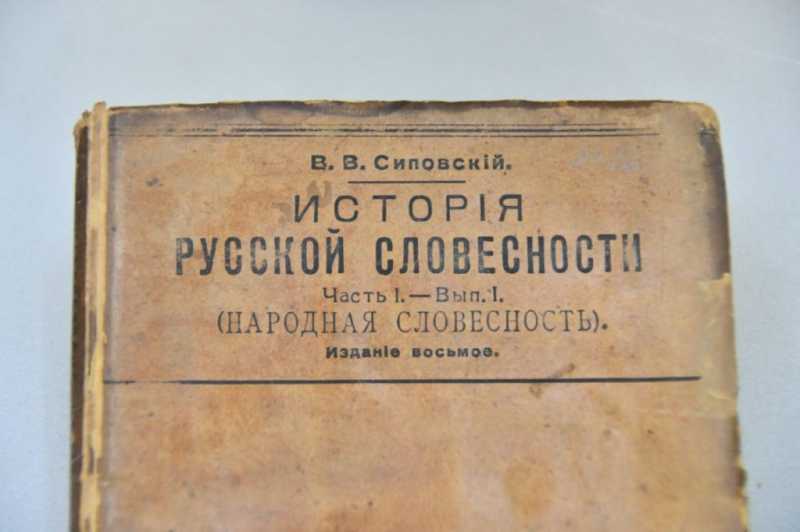 В. В. Сиповскій.
ИСТОРІЯ
РУССКОЙ СЛОВЕСНОСТИ
Часть I. — Вып. I.
(НАРОДНАЯ СЛОВЕСНОСТЬ).
Изданіе восьмое.